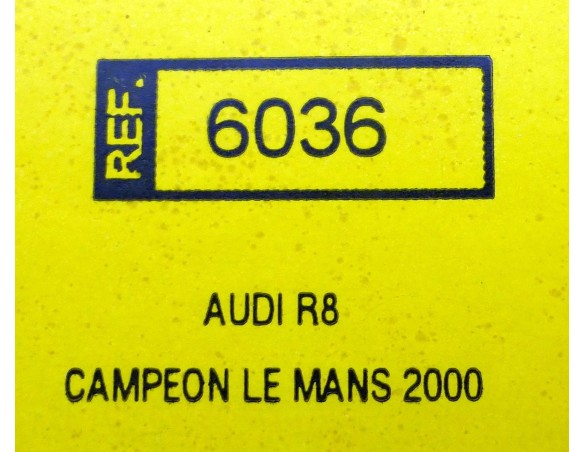 REF. 6036
AUDI R8
CAMPEON LE MANS 2000